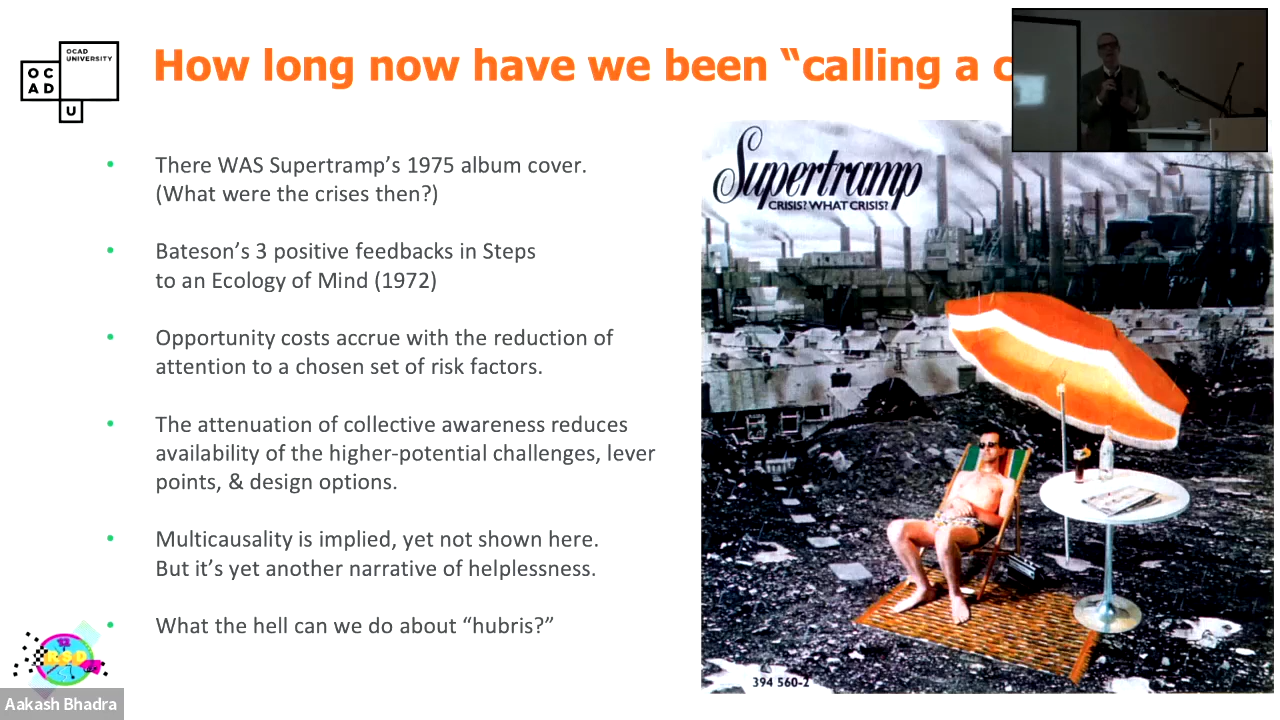 OCAD
UNIVERSITY
OC
AD
U
How long now have we been “calling a c
There WAS Supertramp’s 1975 album cover.
(What were the crises then?)
Bateson’s 3 positive feedbacks in Steps
to an Ecology of Mind (1972)
Opportunity costs accrue with the reduction of
attention to a chosen set of risk factors.
The attenuation of collective awareness reduces
availability of the higher-potential challenges, lever
points, & design options.
Multicausality is implied, yet not shown here.
But it’s yet another narrative of helplessness.
What the hell can we do about “hubris?”
Supertramp
CRISIS? WHAT CRISIS?
394 560-2
RSD
Aakash Bhadra